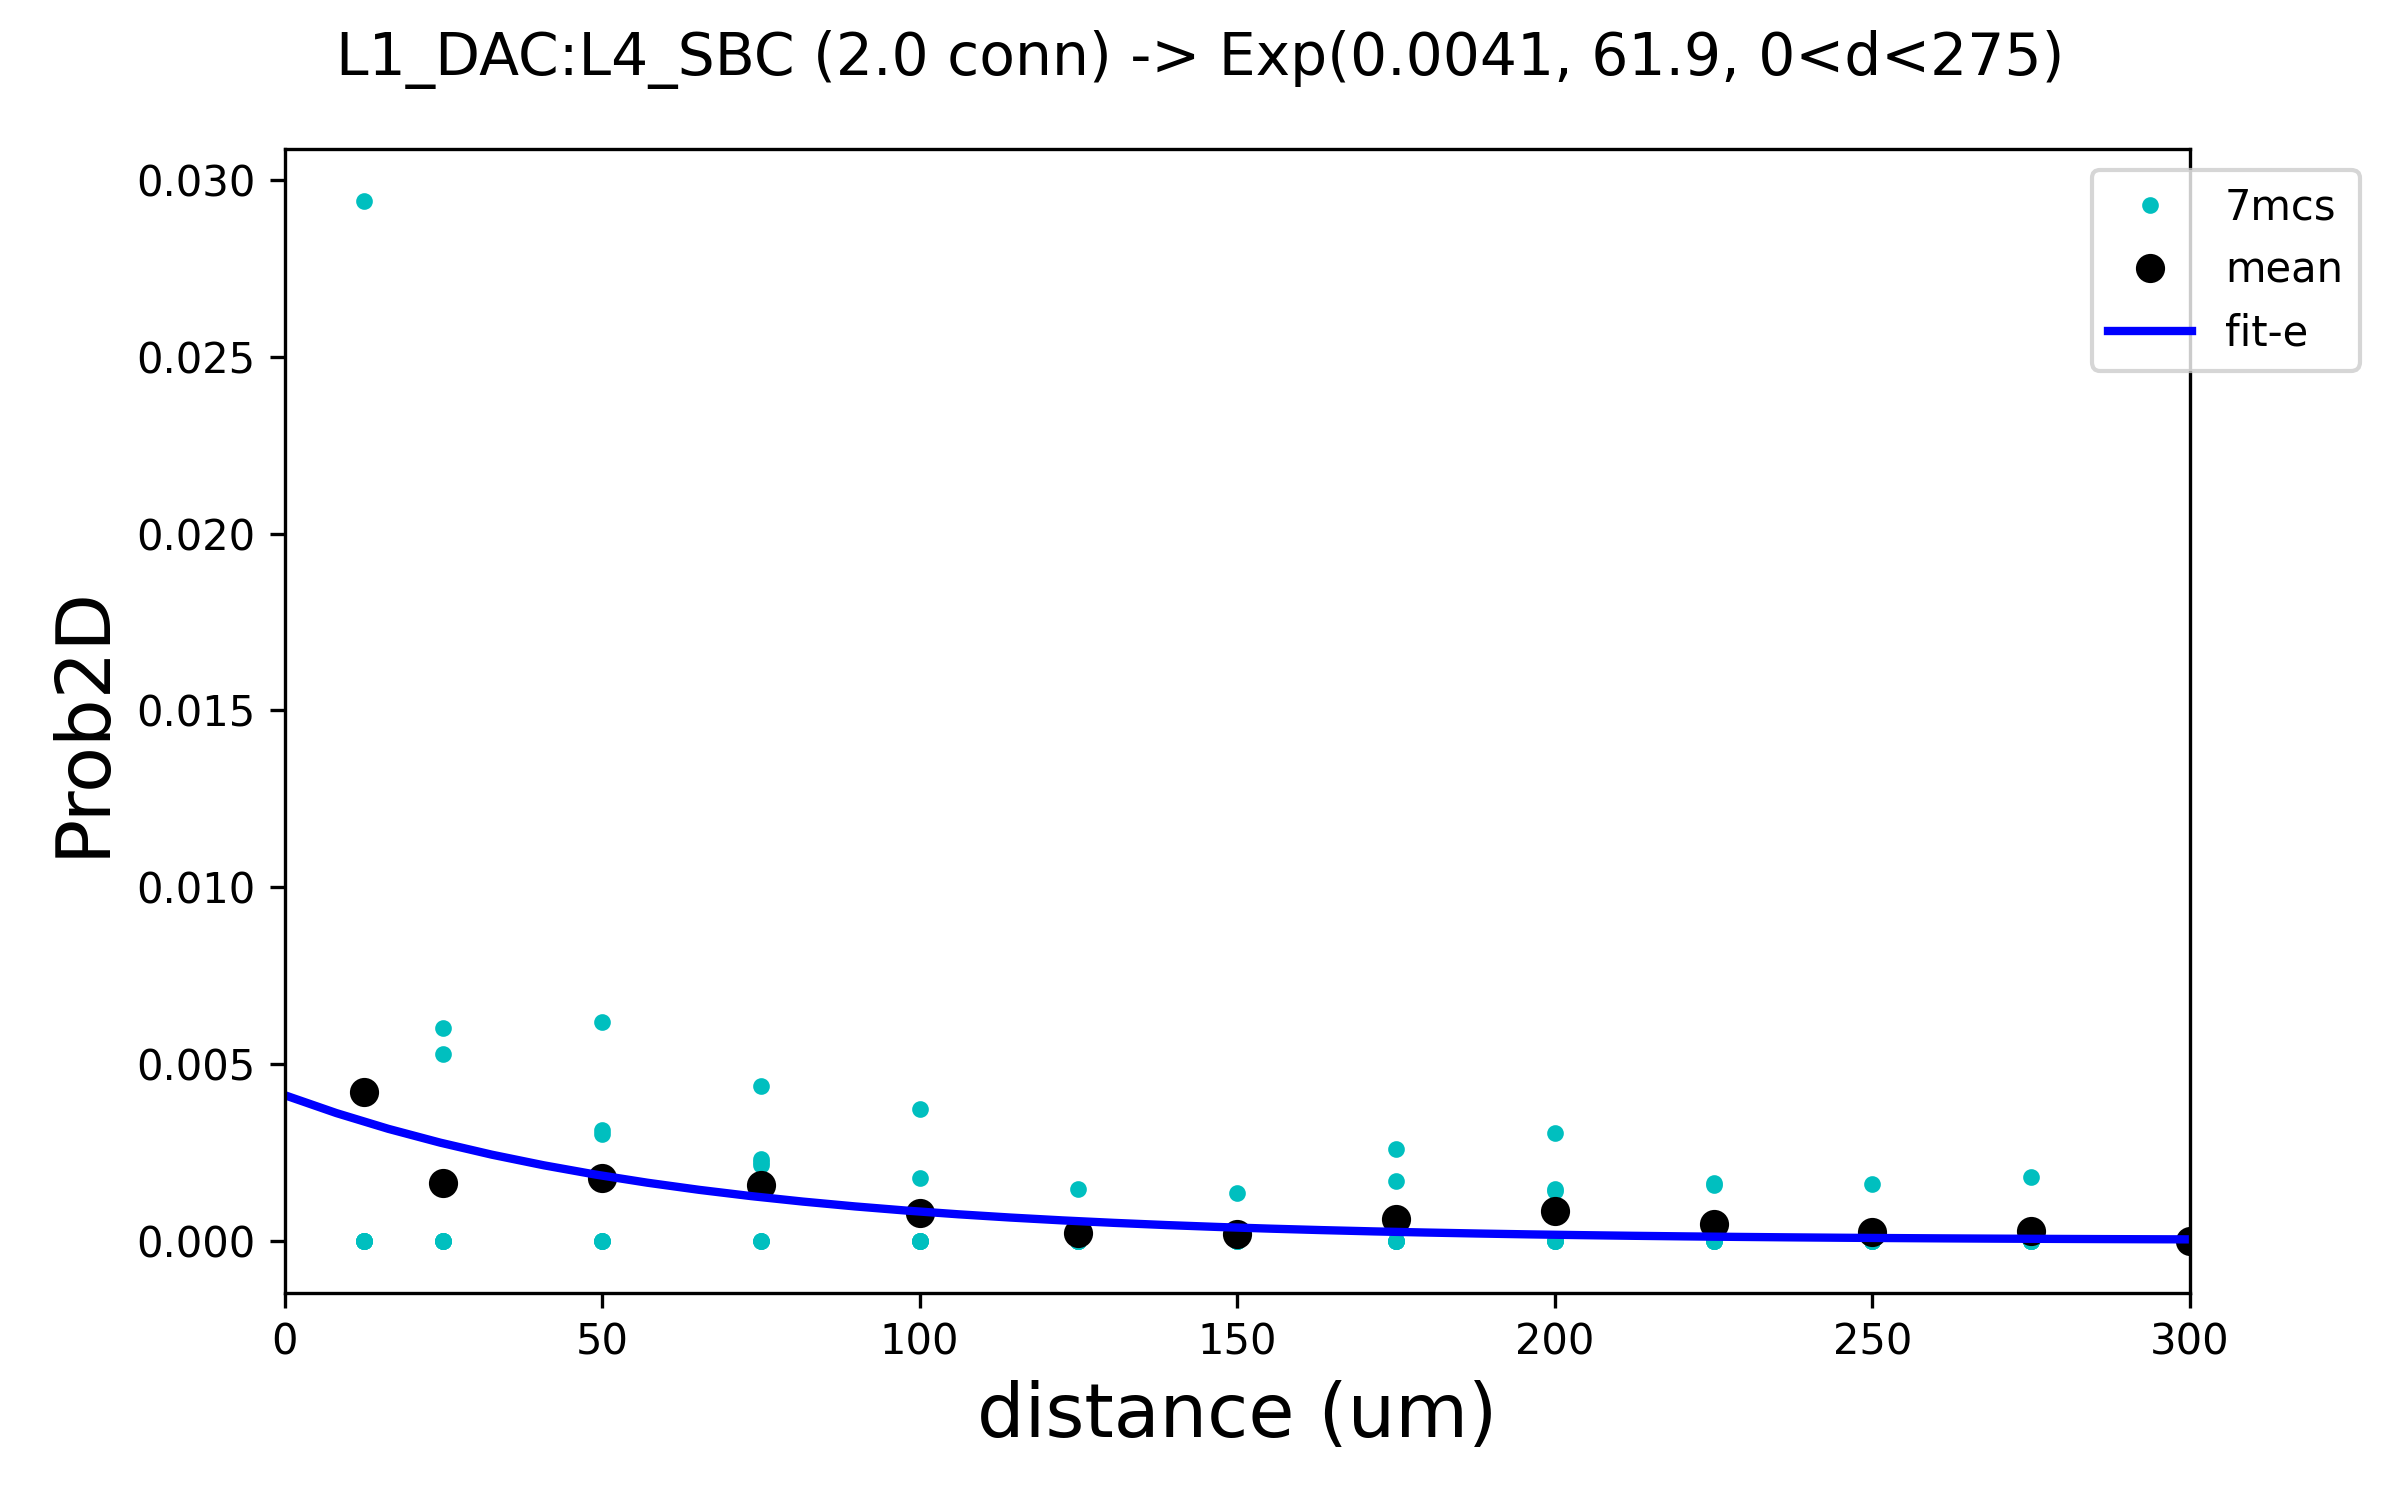 L1_DAC:L4_SBC (2.0 conn) -> Exp(0.0041, 61.9, 0<d<275)
0.030
0.025
0.020
0.015
0.010
0.005
0.000
Prob2D
7mcs
mean
fit-e
0 50 100 150 200 250 300
distance (um)